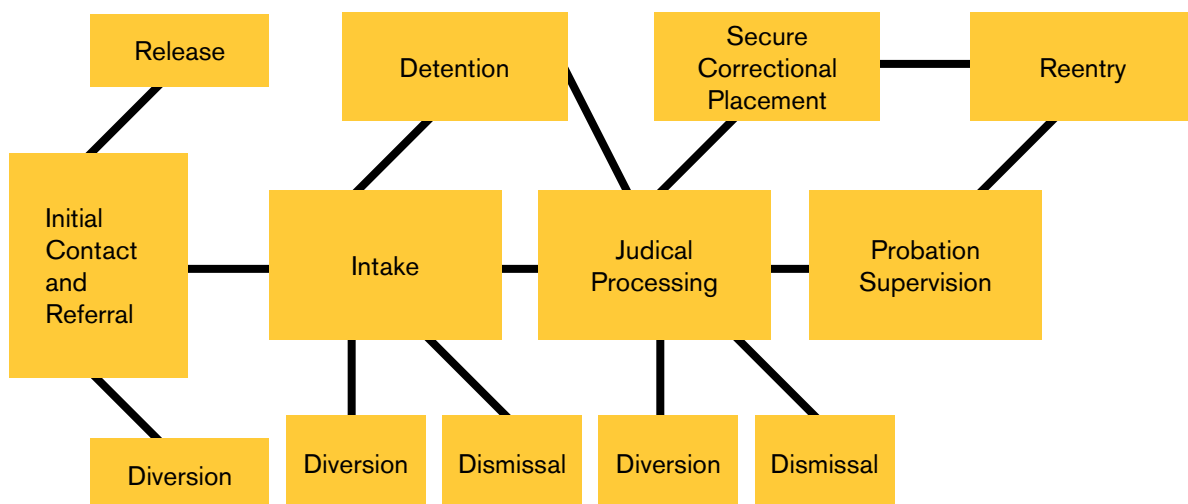 Release
Detention
Secure
Correctional
Placement
Reentry
Initial
Contact
and
Referral
Intake
Judical
Processing
Probation
Supervision
Diversion
Diversion
Dismissal
Diversion
Dismissal